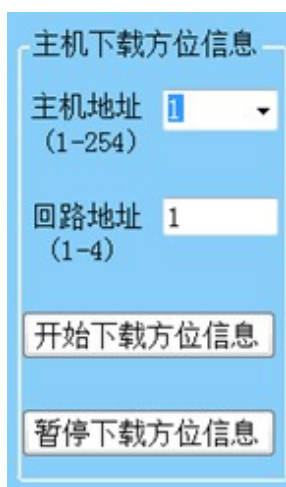 主机下载方位信息
主机地址 1
(1-254)
回路地址 1
(1-4)
开始下载方位信息
暂停下载方位信息